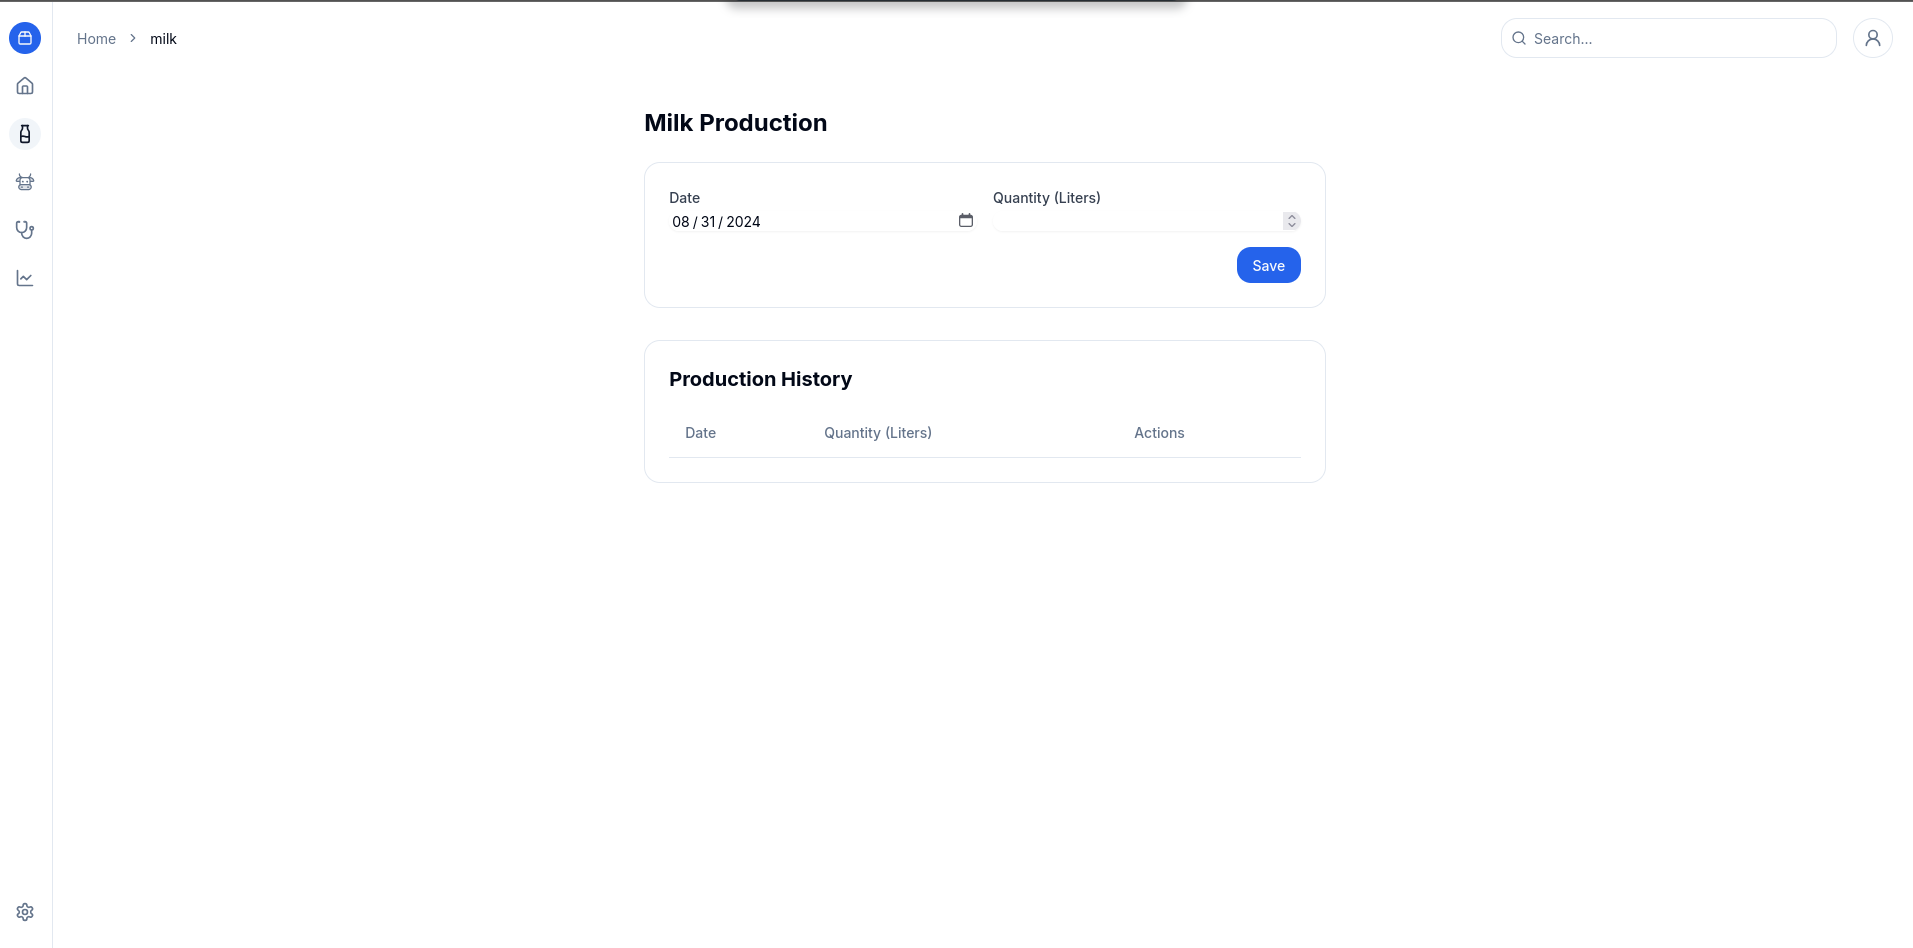 Home > milk
Search...
Milk Production
Date
Quantity (Liters)
08 / 31 / 2024
Save
Production History
Date Quantity (Liters) Actions